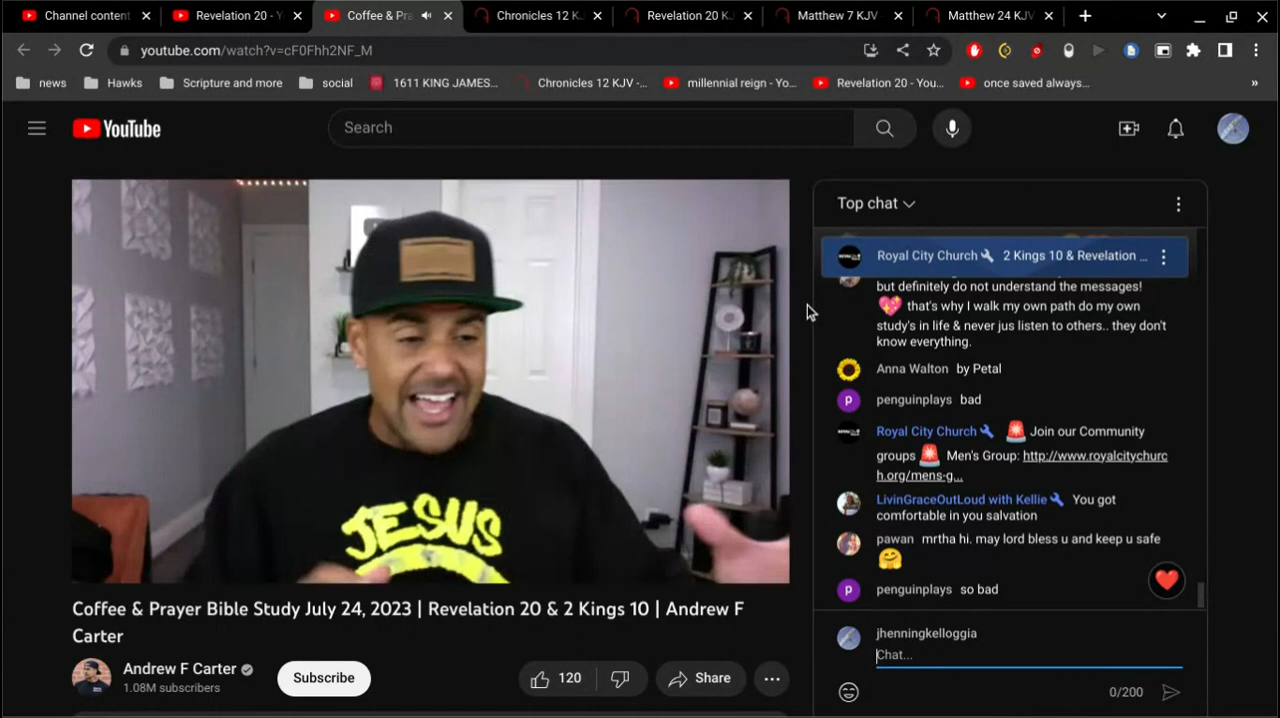 Channel content
Revelation 20 - Y
Coffee & Pra
Chronicles 12 K
Revelation 20 KJ
Matthew 7 KJV
Matthew 24 KJV
youtube.com/watch?v=cF0Fhh2NF_M
news
Hawks
Scripture and more
social
1611 KING JAMES...
Chronicles 12 KJV -...
millennial reign - Yo...
Revelation 20 - You...
once saved always...
»
YouTube
Search
Top chat
Royal City Church 2 Kings 10 & Revelation ...
but definitely do not understand the messages!
that's why I walk my own path do my own
study's in life & never jus listen to others.. they don't
know everything.
Anna Walton by Petal
p penguinplays bad
Royal City Church Join our Community
groups Men's Group: http://www.royalcitychurc
h.org/mens-g...
LivinGraceOutLoud with Kellie You got
comfortable in you salvation
pawan mrtha hi. may lord bless u and keep u safe
p penguinplays so bad
jhenningkelloggia
Chat...
0/200
JESUS
Coffee & Prayer Bible Study July 24, 2023 | Revelation 20 & 2 Kings 10 | Andrew F
Carter
Andrew F Carter
1.08M subscribers
Subscribe
120
Share